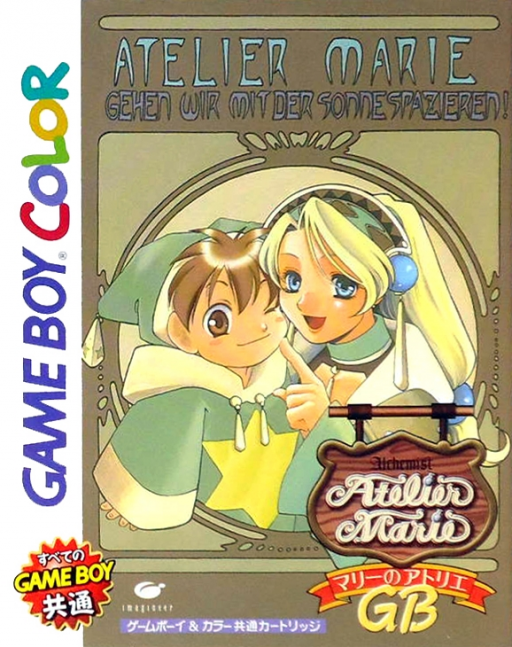 GAME BOY COLOR
ATELIER MARIE
GEHEN WIR MIT DER SONNE SPAZIEREN!
Alchemist
Atelier
Marie
マリーのアトリエ
GB
すべての
GAME BOY
共通
imagineer
ゲームボーイ & カラー共通カートリッジ